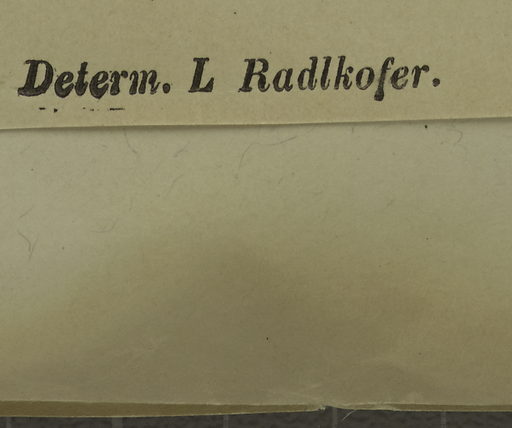 Determ. L Radlkofer.